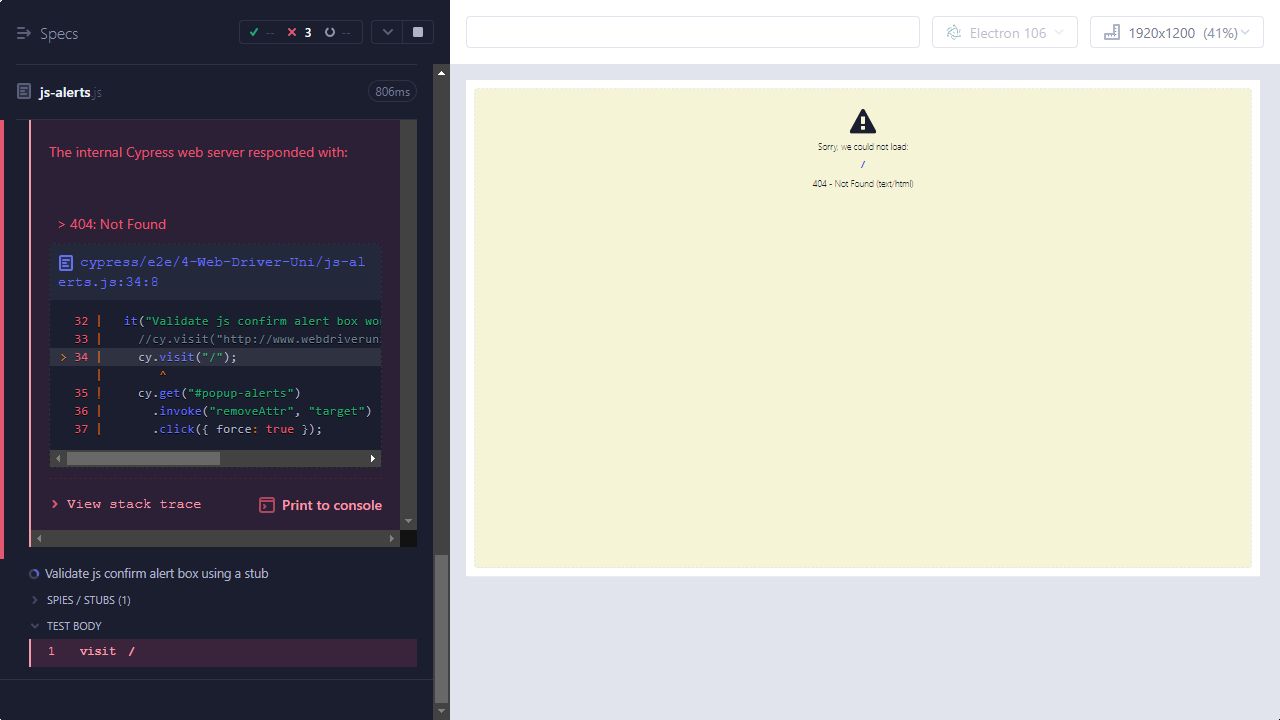 Specs
-- 3 --
Electron 106
1920x1200 (41%)
js-alerts.js
806ms
The internal Cypress web server responded with:
> 404: Not Found
cypress/e2e/4-Web-Driver-Uni/js-al
erts.js:34:8
32 | it("Validate js confirm alert box wo
33 | //cy.visit("http://www.webdriveruni
> 34 | cy.visit("/");
| ^
35 | cy.get("#popup-alerts")
36 | .invoke("removeAttr", "target")
37 | .click({ force: true });
> View stack trace
Print to console
Validate js confirm alert box using a stub
SPIES / STUBS (1)
TEST BODY
1 visit /
Sorry, we could not load:
/
404 - Not Found (text/html)